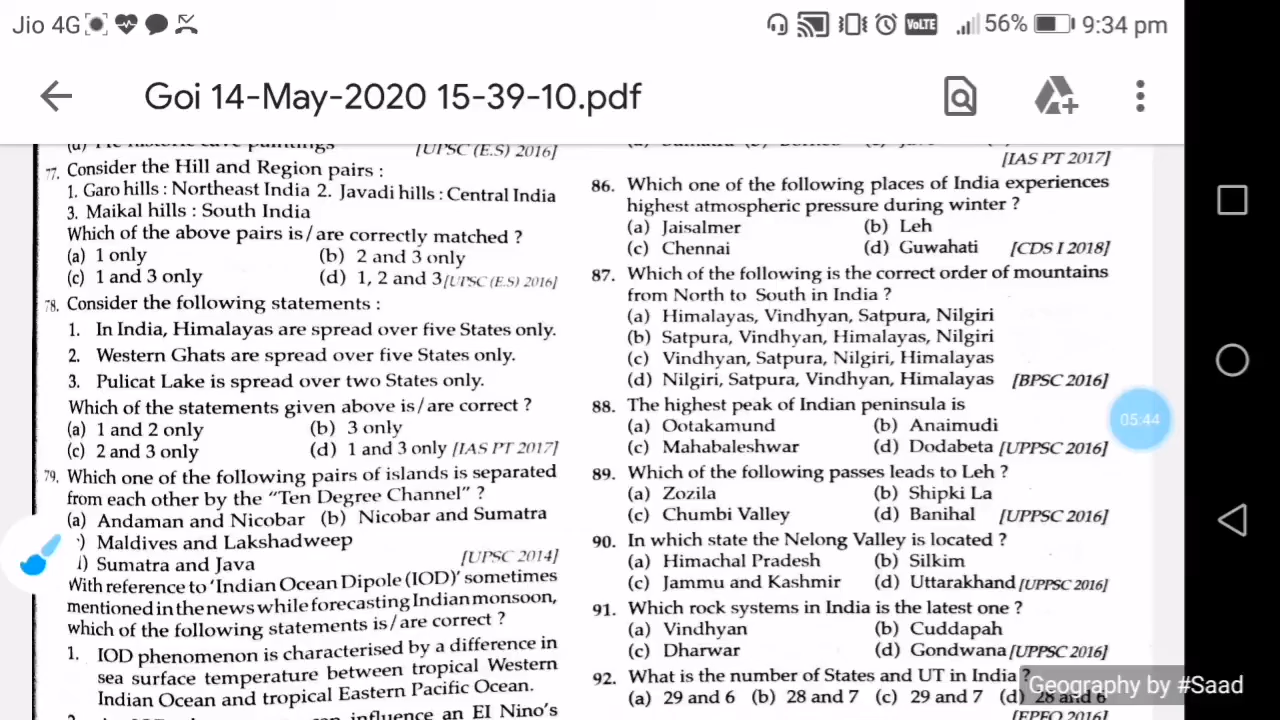 Jio 4G
VoLTE
56%
9:34 pm
Goi 14-May-2020 15-39-10.pdf
[UPSC (E.S) 2016]
77. Consider the Hill and Region pairs :
1. Garo hills : Northeast India 2. Javadi hills : Central India
3. Maikal hills : South India
Which of the above pairs is/are correctly matched ?
(a) 1 only (b) 2 and 3 only
(c) 1 and 3 only (d) 1, 2 and 3 [UPSC (E.S) 2016]
78. Consider the following statements :
1. In India, Himalayas are spread over five States only.
2. Western Ghats are spread over five States only.
3. Pulicat Lake is spread over two States only.
Which of the statements given above is/are correct ?
(a) 1 and 2 only (b) 3 only
(c) 2 and 3 only (d) 1 and 3 only [IAS PT 2017]
79. Which one of the following pairs of islands is separated
from each other by the “Ten Degree Channel” ?
(a) Andaman and Nicobar (b) Nicobar and Sumatra
) Maldives and Lakshadweep
) Sumatra and Java [UPSC 2014]
With reference to ‘Indian Ocean Dipole (IOD)’ sometimes
mentioned in the news while forecasting Indian monsoon,
which of the following statements is/are correct ?
1. IOD phenomenon is characterised by a difference in
sea surface temperature between tropical Western
Indian Ocean and tropical Eastern Pacific Ocean.
influence an EI Nino’s
[IAS PT 2017]
86. Which one of the following places of India experiences
highest atmospheric pressure during winter ?
(a) Jaisalmer (b) Leh
(c) Chennai (d) Guwahati [CDS I 2018]
87. Which of the following is the correct order of mountains
from North to South in India ?
(a) Himalayas, Vindhyan, Satpura, Nilgiri
(b) Satpura, Vindhyan, Himalayas, Nilgiri
(c) Vindhyan, Satpura, Nilgiri, Himalayas
(d) Nilgiri, Satpura, Vindhyan, Himalayas [BPSC 2016]
88. The highest peak of Indian peninsula is
(a) Ootakamund (b) Anaimudi
(c) Mahabaleshwar (d) Dodabeta [UPPSC 2016]
89. Which of the following passes leads to Leh ?
(a) Zozila (b) Shipki La
(c) Chumbi Valley (d) Banihal [UPPSC 2016]
90. In which state the Nelong Valley is located ?
(a) Himachal Pradesh (b) Silkim
(c) Jammu and Kashmir (d) Uttarakhand [UPPSC 2016]
91. Which rock systems in India is the latest one ?
(a) Vindhyan (b) Cuddapah
(c) Dharwar (d) Gondwana [UPPSC 2016]
92. What is the number of States and UT in India ?
(a) 29 and 6 (b) 28 and 7 (c) 29 and 7 (d) 28 and 6
[EPFO 2016]
05:44
Geography by #Saad